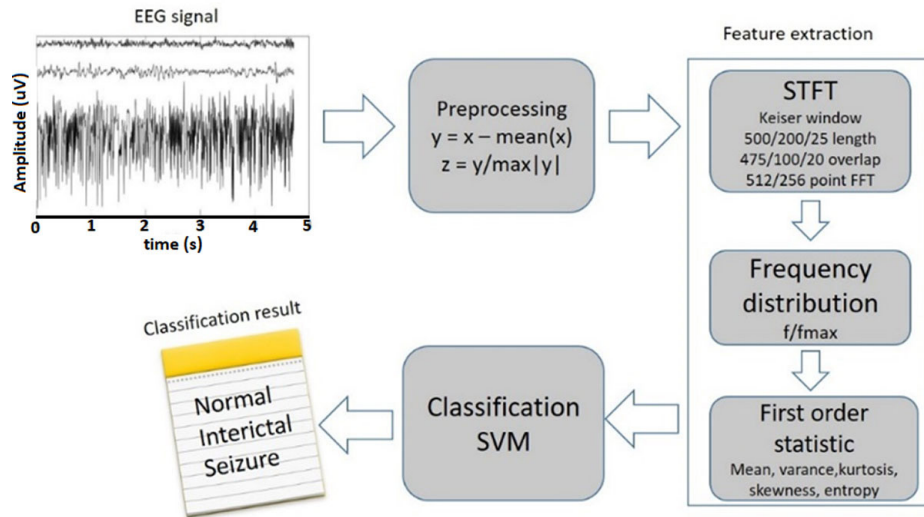 EEG signal
Amplitude (uV)
0 1 2 3 4 5
time (s)
Preprocessing
y = x – mean(x)
z = y/max|y|
Feature extraction
STFT
Keiser window
500/200/25 length
475/100/20 overlap
512/256 point FFT
Frequency
distribution
f/fmax
First order
statistic
Mean, varance,kurtosis,
skewness, entropy
Classification
SVM
Classification result
Normal
Interictal
Seizure